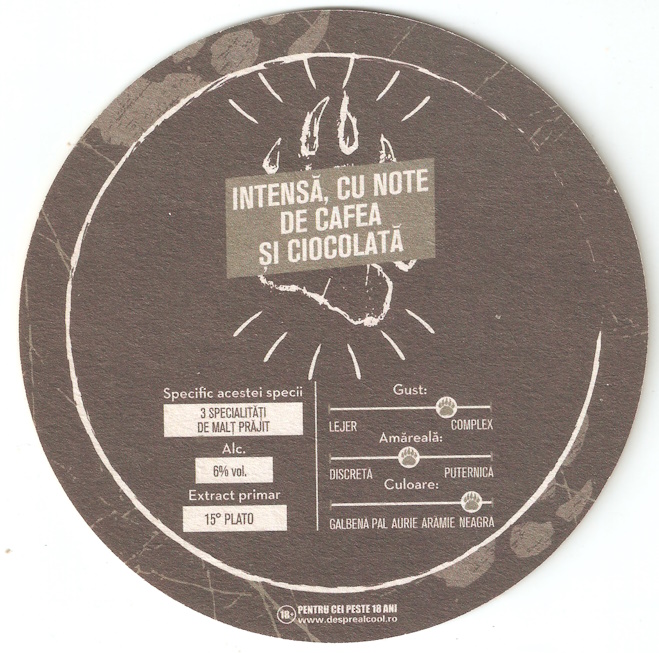 INTENSĂ, CU NOTE
DE CAFEA
ȘI CIOCOLATĂ
Specific acestei specii
3 SPECIALITĂȚI
DE MALȚ PRĂJIT
Alc.
6% vol.
Extract primar
15° PLATO
Gust:
LEJER COMPLEX
Amăreală:
DISCRETĂ PUTERNICĂ
Culoare:
GALBENĂ PAL AURIE ARĂMIE NEAGRĂ
18+ PENTRU CEI PESTE 18 ANI
www.desprealcool.ro